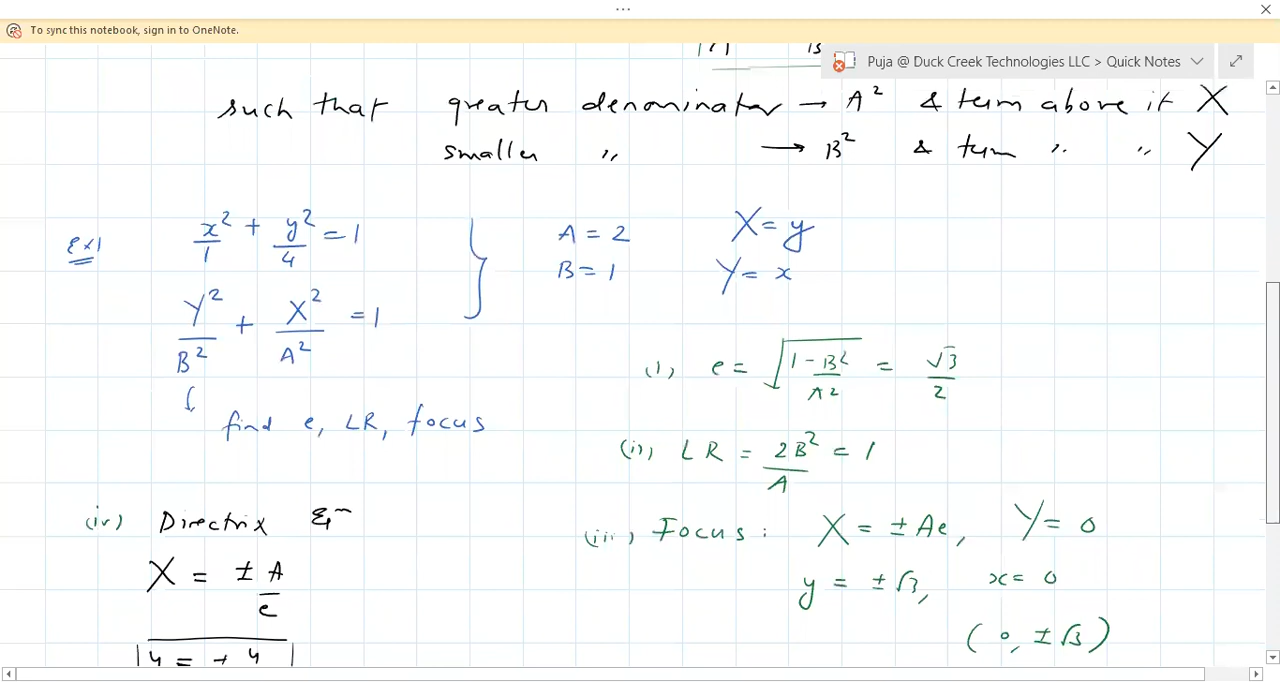 To sync this notebook, sign in to OneNote.
Puja @ Duck Creek Technologies LLC > Quick Notes
such that greater denominator → A² & term above it X
smaller " → B² & term " " Y
Ex1 x²/1 + y²/4 = 1 A = 2 X = y
B = 1 Y = x
Y²/B² + X²/A² = 1
(i) e = √(1 - B²/A²) = √3/2
find e, LR, focus
(ii) LR = 2B²/A = 1
(iv) Directrix Eqn
(iii) Focus : X = ± Ae, Y = 0
X = ± A/e
y = ± √3, x = 0
(0, ± √3)